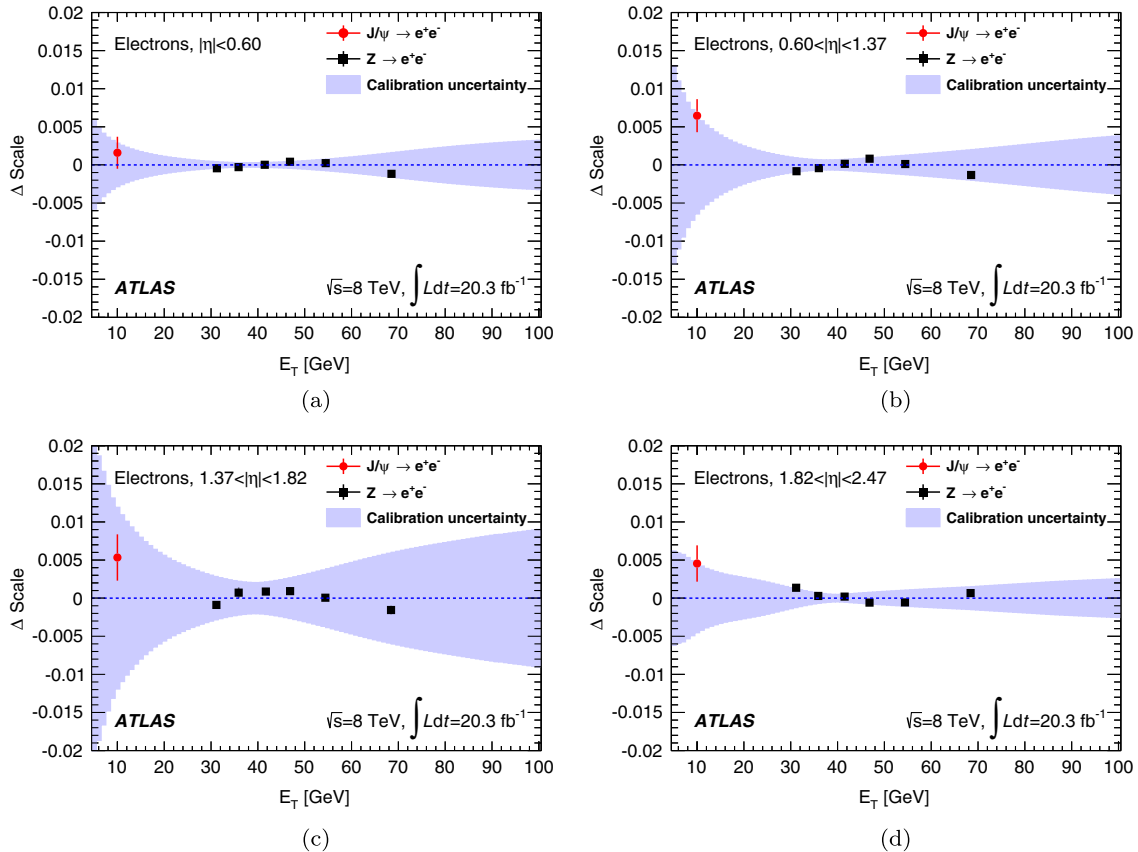 Electrons, |η|<0.60
J/ψ → e⁺e⁻
Z → e⁺e⁻
Calibration uncertainty
Δ Scale
0.02
0.015
0.01
0.005
0
-0.005
-0.01
-0.015
-0.02
ATLAS
√s=8 TeV, ∫Ldt=20.3 fb⁻¹
10 20 30 40 50 60 70 80 90 100
E_T [GeV]
(a)
Electrons, 0.60<|η|<1.37
J/ψ → e⁺e⁻
Z → e⁺e⁻
Calibration uncertainty
Δ Scale
0.02
0.015
0.01
0.005
0
-0.005
-0.01
-0.015
-0.02
ATLAS
√s=8 TeV, ∫Ldt=20.3 fb⁻¹
10 20 30 40 50 60 70 80 90 100
E_T [GeV]
(b)
Electrons, 1.37<|η|<1.82
J/ψ → e⁺e⁻
Z → e⁺e⁻
Calibration uncertainty
Δ Scale
0.02
0.015
0.01
0.005
0
-0.005
-0.01
-0.015
-0.02
ATLAS
√s=8 TeV, ∫Ldt=20.3 fb⁻¹
10 20 30 40 50 60 70 80 90 100
E_T [GeV]
(c)
Electrons, 1.82<|η|<2.47
J/ψ → e⁺e⁻
Z → e⁺e⁻
Calibration uncertainty
Δ Scale
0.02
0.015
0.01
0.005
0
-0.005
-0.01
-0.015
-0.02
ATLAS
√s=8 TeV, ∫Ldt=20.3 fb⁻¹
10 20 30 40 50 60 70 80 90 100
E_T [GeV]
(d)